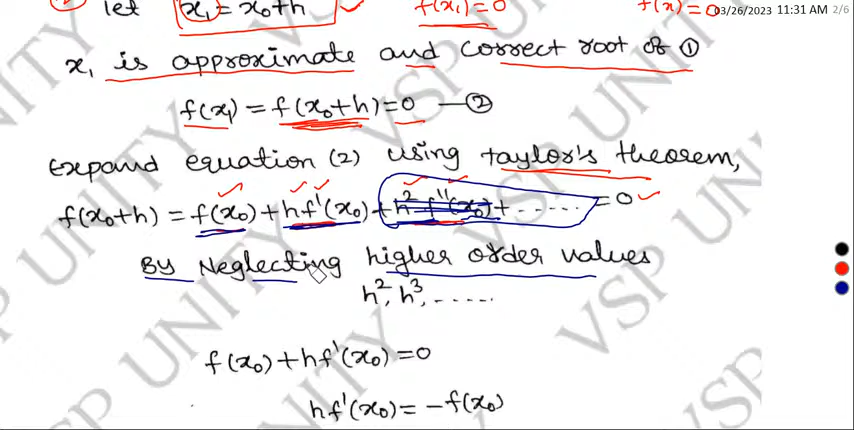 ② let x₁ = x₀+h f(x₁) = 0 f(x) = 0
03/26/2023 11:31 AM 2/6
x₁ is approximate and correct root of ①
f(x₁) = f(x₀+h) = 0 —②
Expand equation (2) using taylor's theorem,
f(x₀+h) = f(x₀) + hf'(x₀) + h² f''(x₀) + ...... = 0
By Neglecting higher order values
h², h³, ......
f(x₀) + hf'(x₀) = 0
hf'(x₀) = -f(x₀)
VSP UNITY